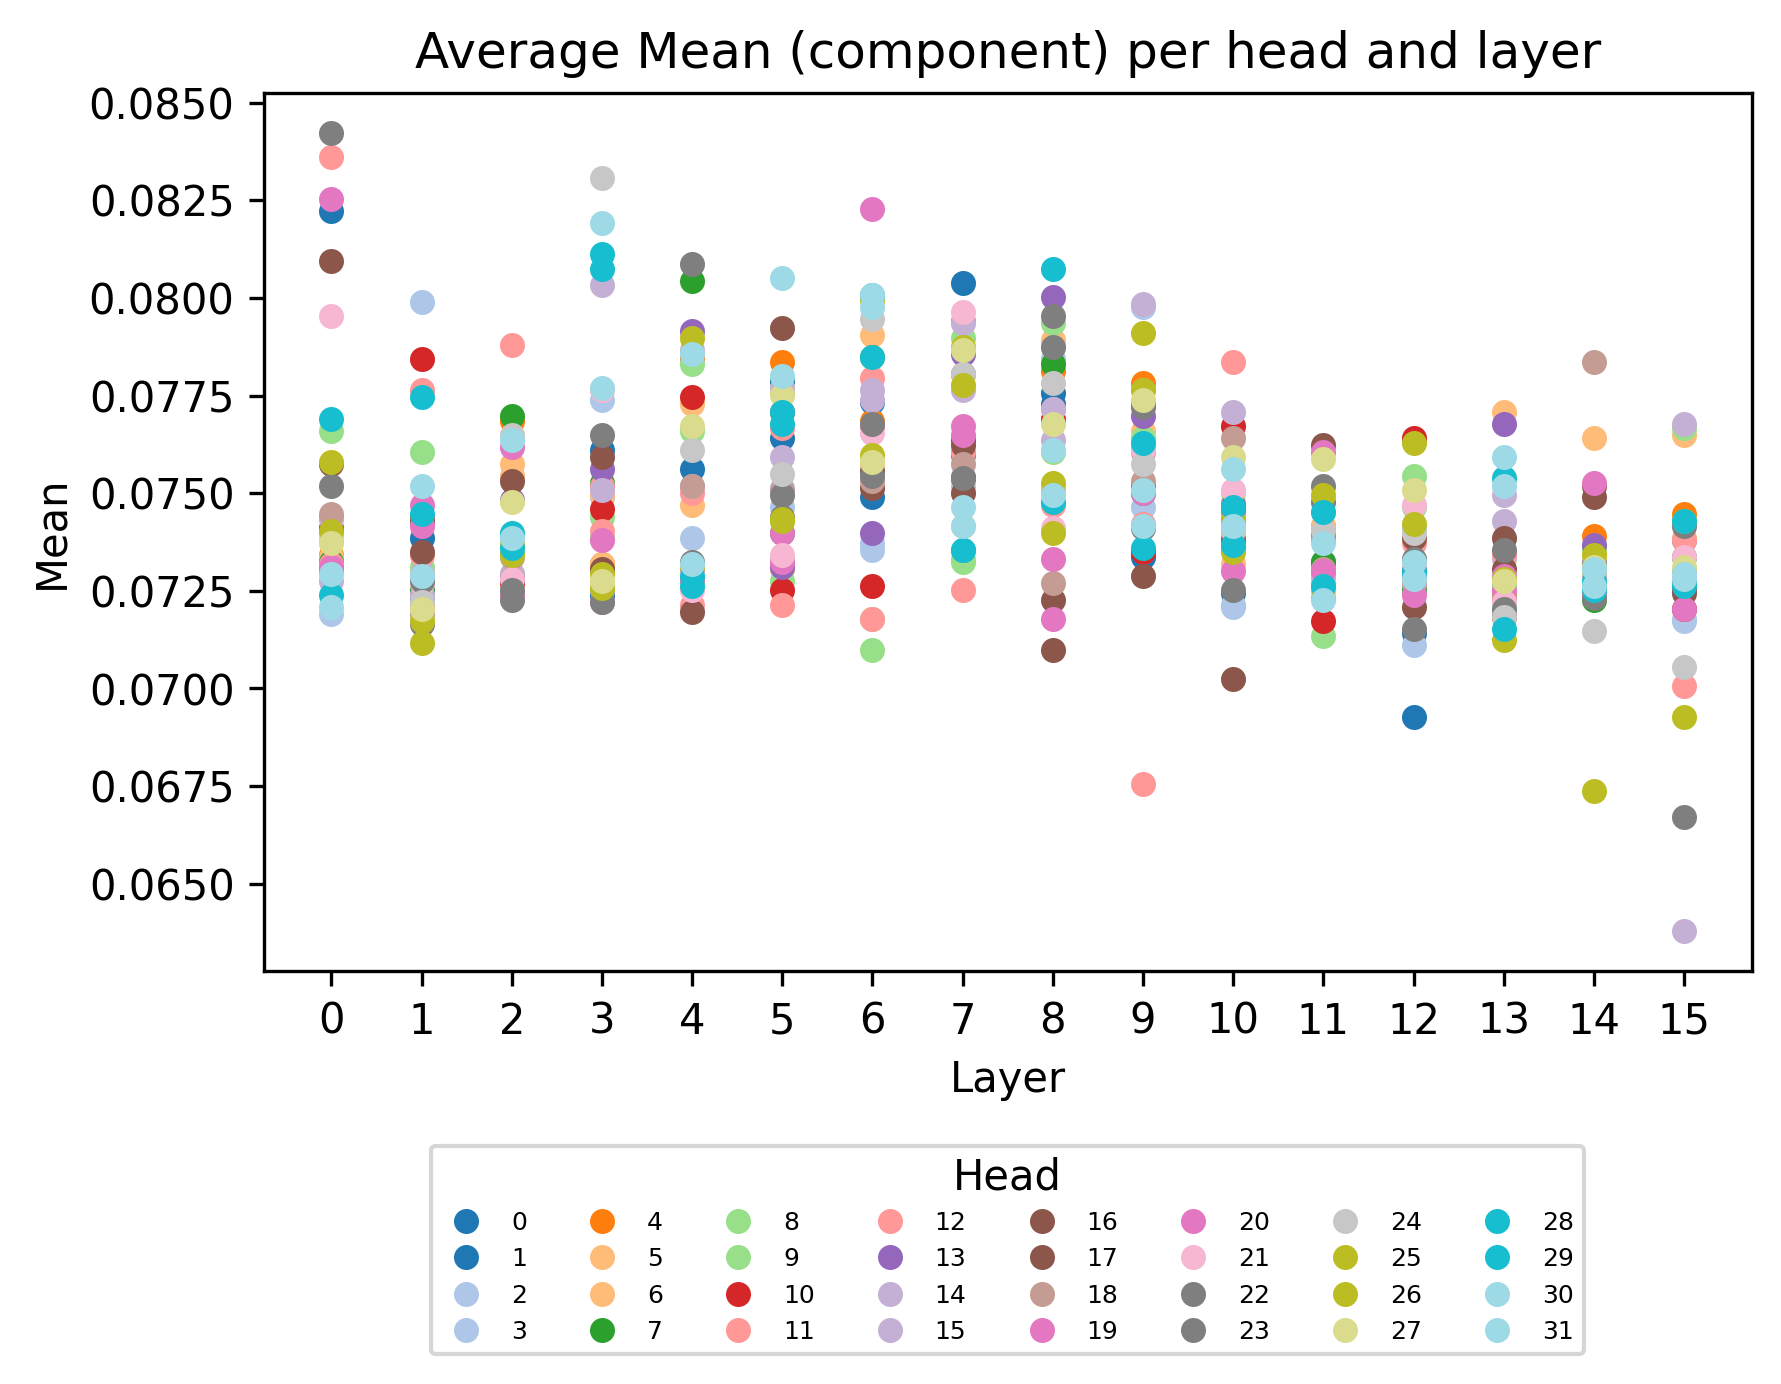 Average Mean (component) per head and layer
0.0850
0.0825
0.0800
0.0775
0.0750
0.0725
0.0700
0.0675
0.0650
Mean
0 1 2 3 4 5 6 7 8 9 10 11 12 13 14 15
Layer
Head
0 4 8 12 16 20 24 28
1 5 9 13 17 21 25 29
2 6 10 14 18 22 26 30
3 7 11 15 19 23 27 31